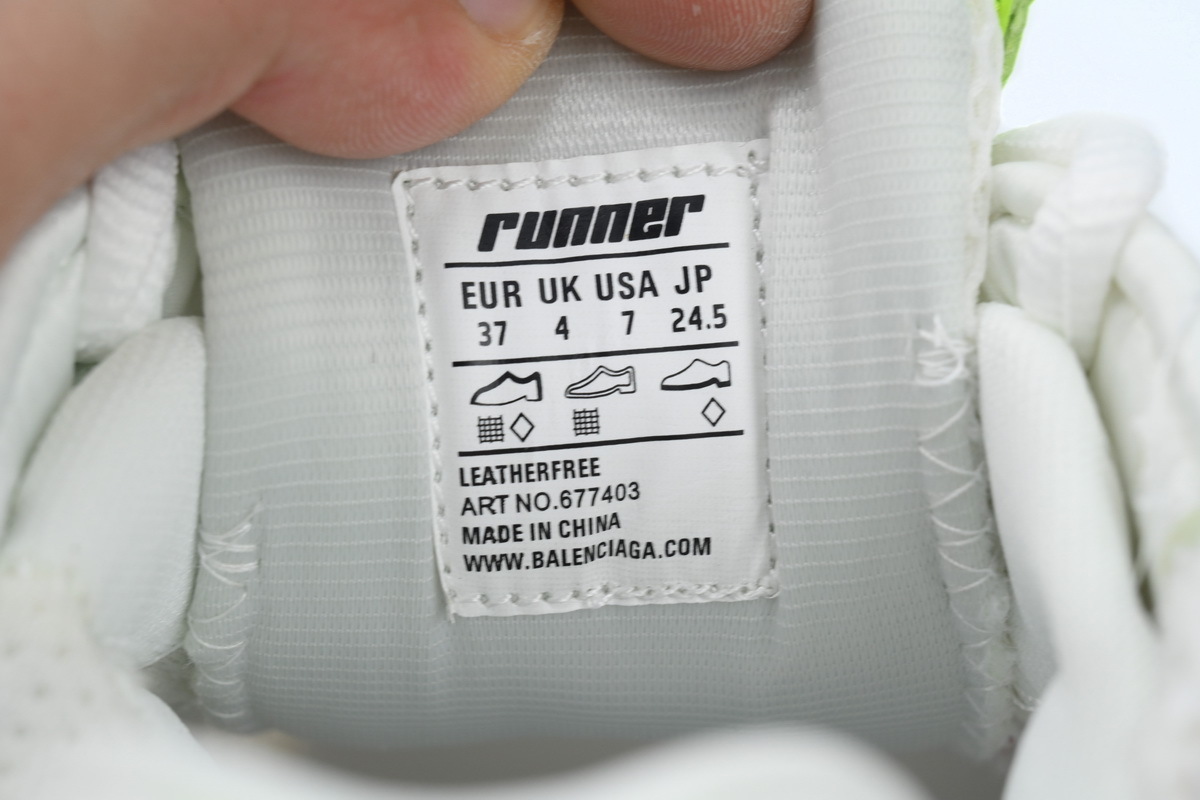 runner
EUR UK USA JP
37 4 7 24.5
LEATHERFREE
ART NO.677403
MADE IN CHINA
WWW.BALENCIAGA.COM